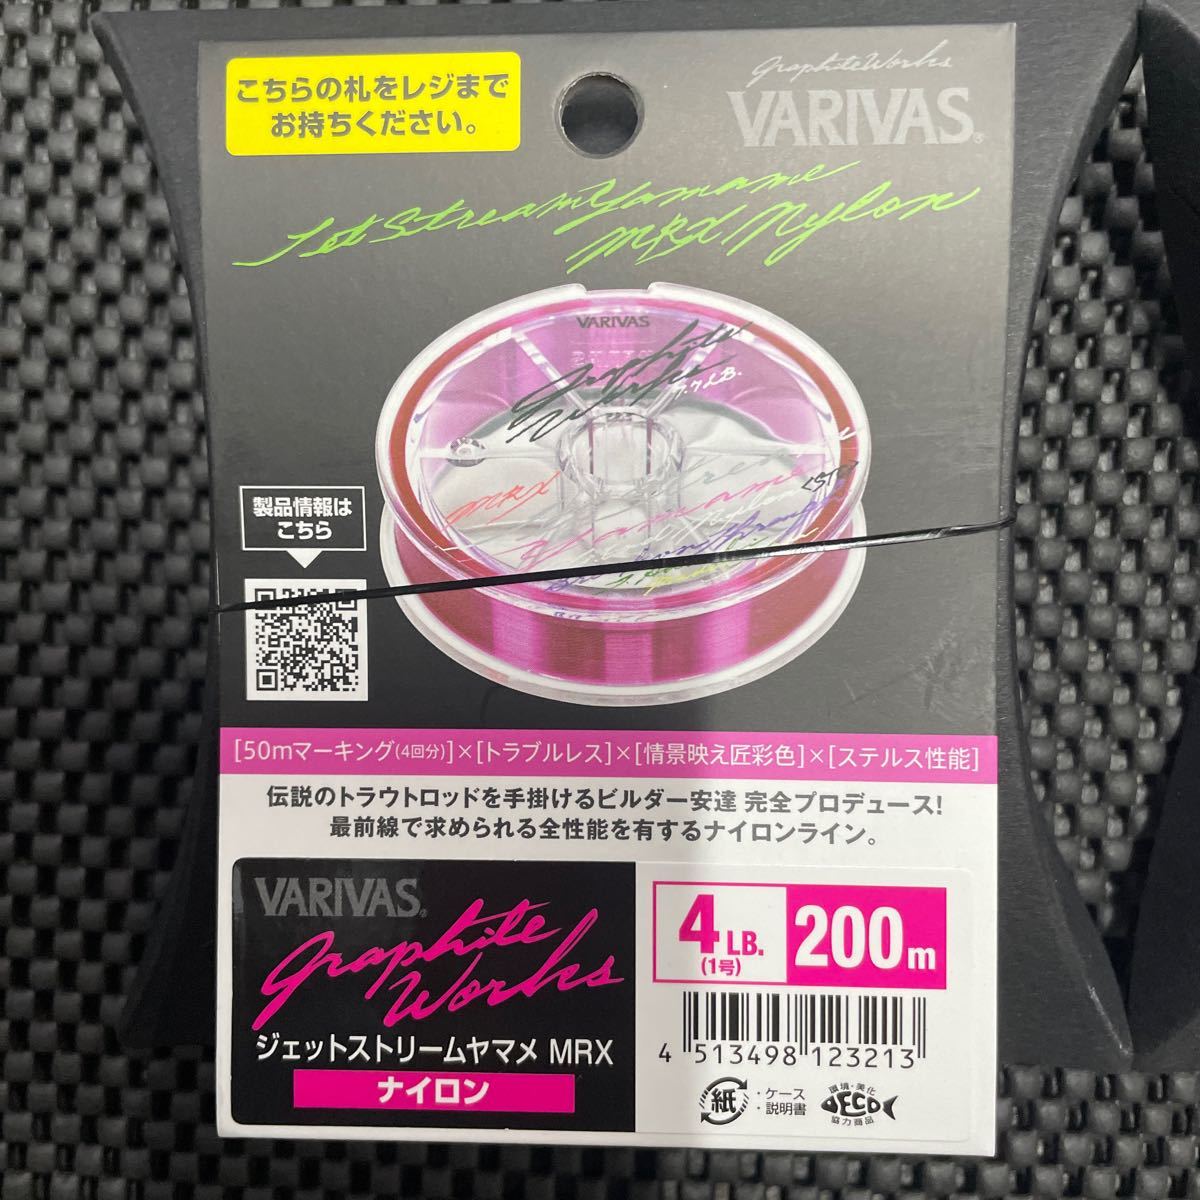 こちらの札をレジまで
お持ちください。
graphiteWorks
VARIVAS
JetStreamYamame
MRX Nylon
VARIVAS
Graphite
Works
7.7LB.
MRX
Yamame
製品情報は
こちら
[50mマーキング(4回分)]×[トラブルレス]×[情景映え匠彩色]×[ステルス性能]
伝説のトラウトロッドを手掛けるビルダー安達 完全プロデュース!
最前線で求められる全性能を有するナイロンライン。
VARIVAS
graphite
Works
ジェットストリームヤマメ MRX
ナイロン
4LB.
(1号)
200m
4 513498 123213
紙
・ケース
・説明書
環境・美化
DECO
協力商品